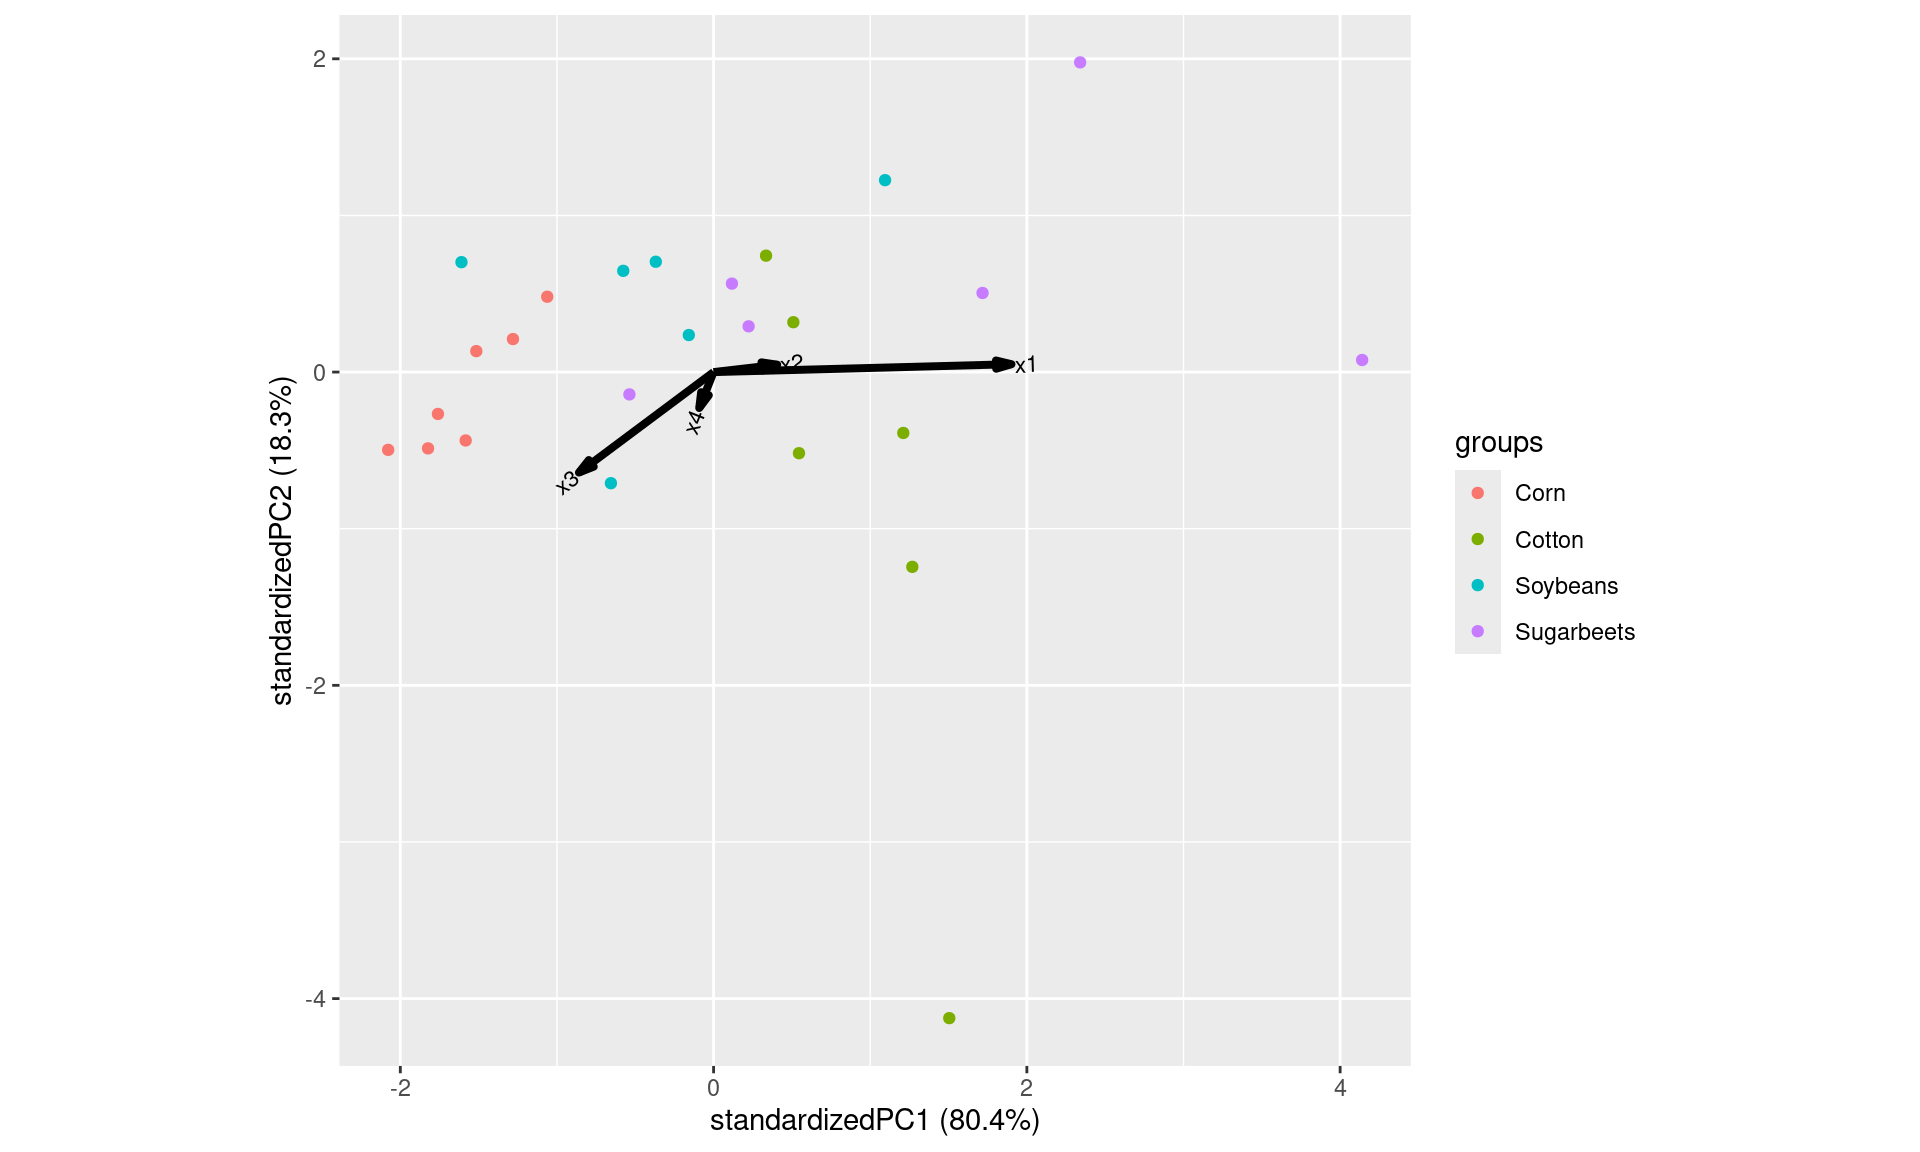 2
0
-2
-4
standardizedPC2 (18.3%)
x2
x1
x4
x3
-2
0
2
4
standardizedPC1 (80.4%)
groups
Corn
Cotton
Soybeans
Sugarbeets